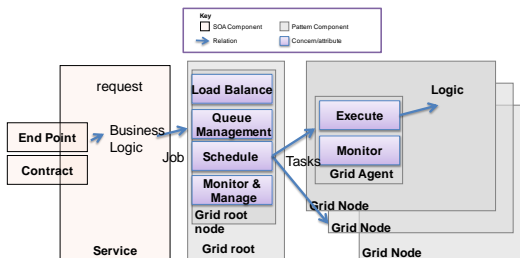 Key
SOA Component
Pattern Component
Relation
Concern/attribute
request
End Point
Contract
Business
Logic
Service
Job
Load Balance
Queue
Management
Schedule
Monitor &
Manage
Grid root
node
Grid root
Tasks
Logic
Execute
Monitor
Grid Agent
Grid Node
Grid Node
Grid Node